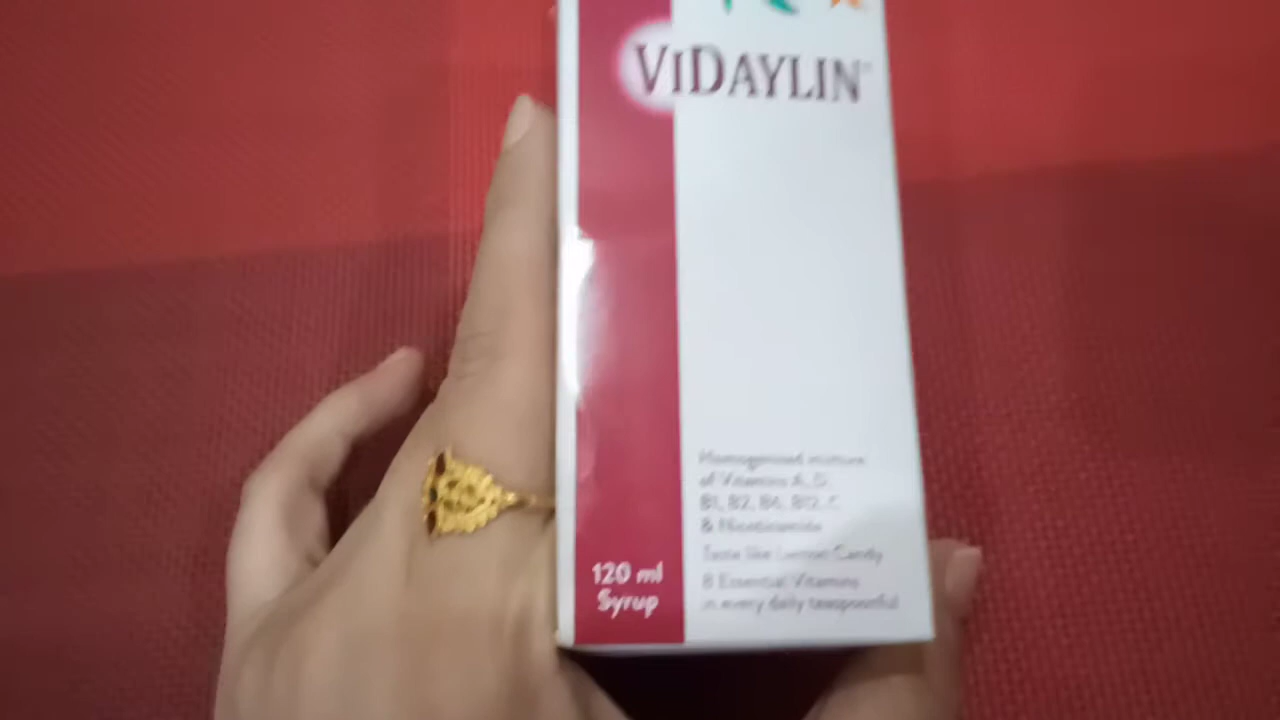 ViDAYLIN
Homogenised mixture
of Vitamins A, D,
B1, B2, B6, B12, C
& Nicotinamide
Taste like Lemon Candy
8 Essential Vitamins
in every daily teaspoonful
120 ml
Syrup